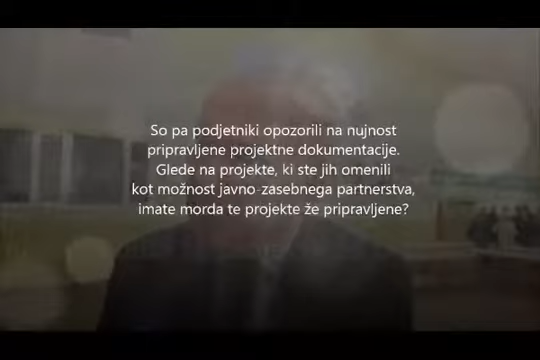 So pa podjetniki opozorili na nujnost
pripravljene projektne dokumentacije.
Glede na projekte, ki ste jih omenili
kot možnost javno-zasebnega partnerstva,
imate morda te projekte že pripravljene?